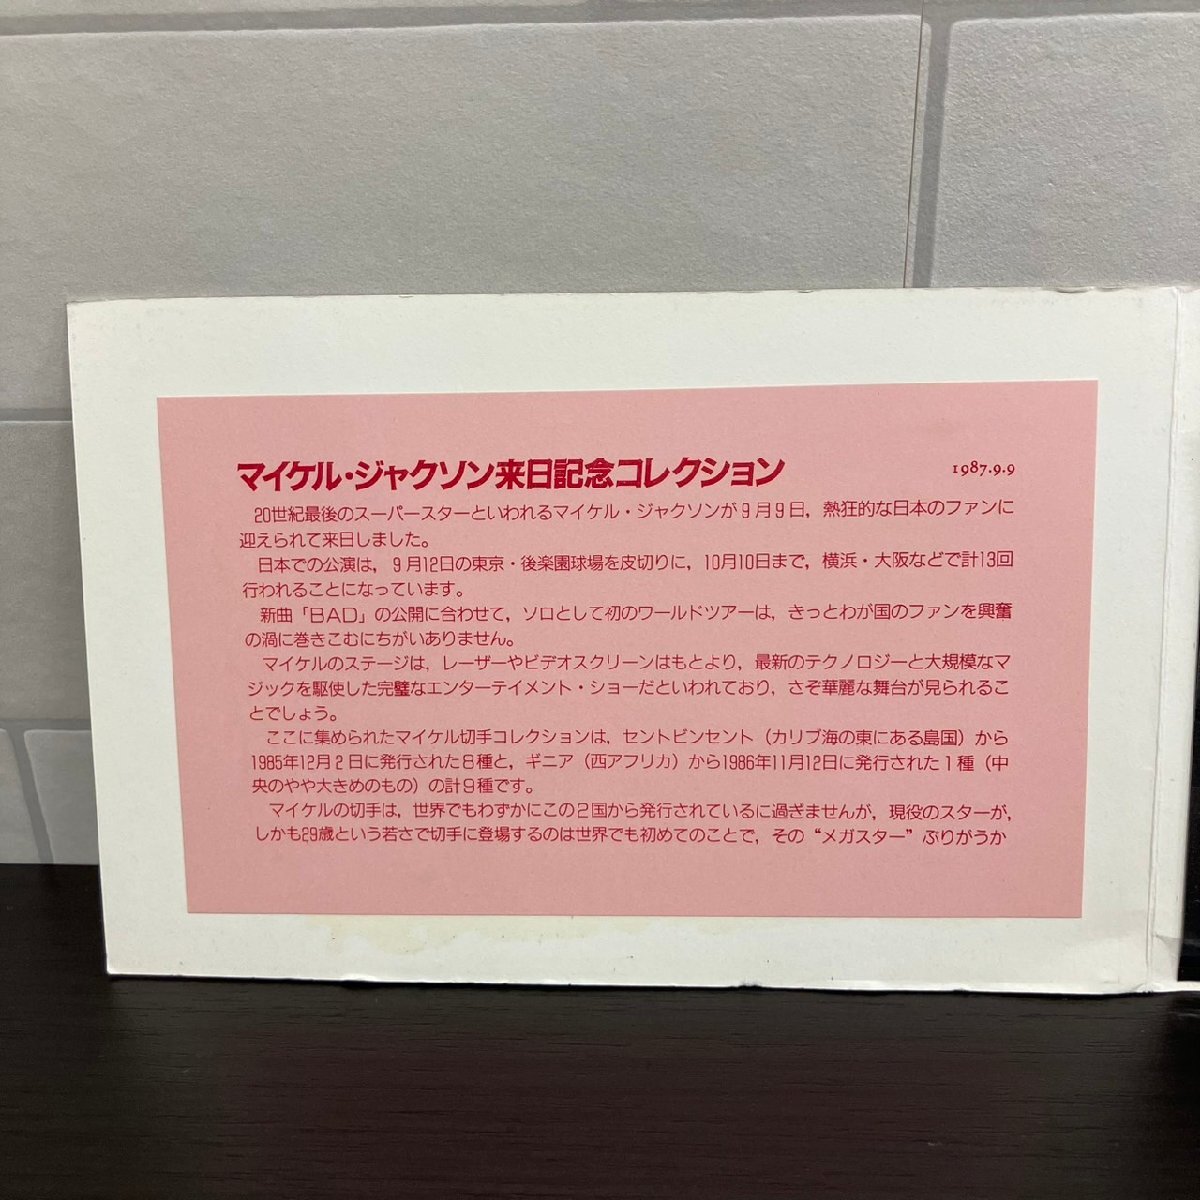 マイケル・ジャクソン来日記念コレクション
1987.9.9
20世紀最後のスーパースターといわれるマイケル・ジャクソンが9月9日，熱狂的な日本のファンに
迎えられて来日しました。
日本での公演は，9月12日の東京・後楽園球場を皮切りに，10月10日まで，横浜・大阪などで計13回
行われることになっています。
新曲「BAD」の公開に合わせて，ソロとして初のワールドツアーは，きっとわが国のファンを興奮
の渦に巻きこむにちがいありません。
マイケルのステージは，レーザーやビデオスクリーンはもとより，最新のテクノロジーと大規模なマ
ジックを駆使した完璧なエンターテイメント・ショーだといわれており，さぞ華麗な舞台が見られるこ
とでしょう。
ここに集められたマイケル切手コレクションは，セントビンセント（カリブ海の東にある島国）から
1985年12月2日に発行された8種と，ギニア（西アフリカ）から1986年11月12日に発行された1種（中
央のやや大きめのもの）の計9種です。
マイケルの切手は，世界でもわずかにこの2国から発行されているに過ぎませんが，現役のスターが，
しかも29歳という若さで切手に登場するのは世界でも初めてのことで，その“メガスター”ぶりがうか